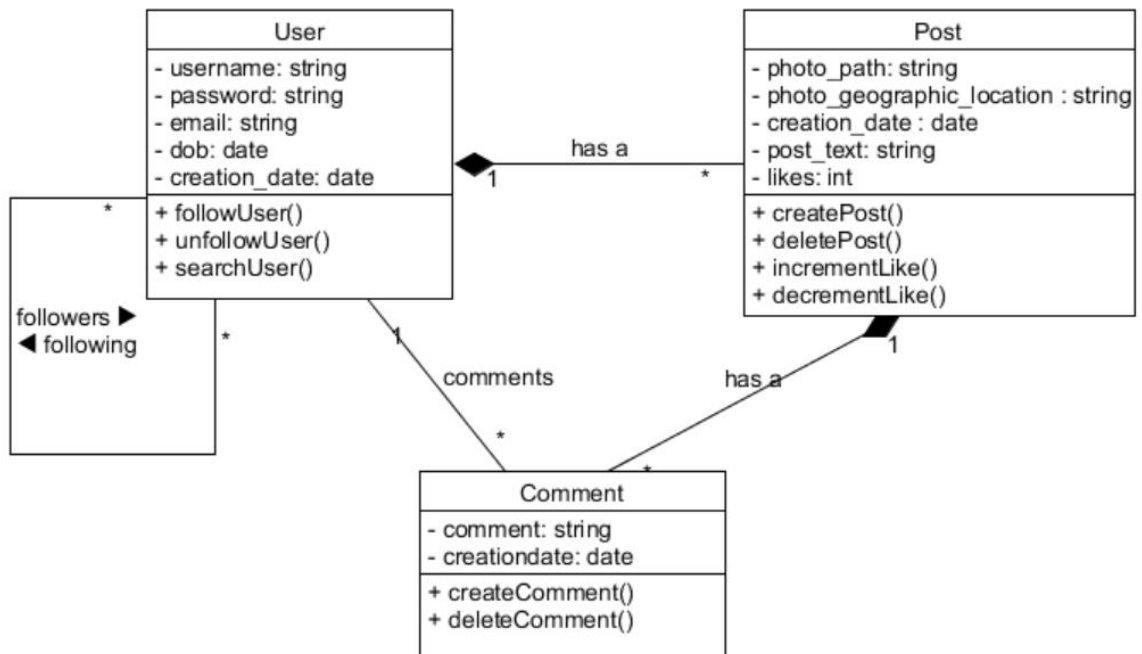 User
- username: string
- password: string
- email: string
- dob: date
- creation_date: date
+ followUser()
+ unfollowUser()
+ searchUser()
Post
- photo_path: string
- photo_geographic_location : string
- creation_date : date
- post_text: string
- likes: int
+ createPost()
+ deletePost()
+ incrementLike()
+ decrementLike()
has a
1
*
*
followers ▶
◀ following
*
1
comments
*
has a
1
*
Comment
- comment: string
- creationdate: date
+ createComment()
+ deleteComment()